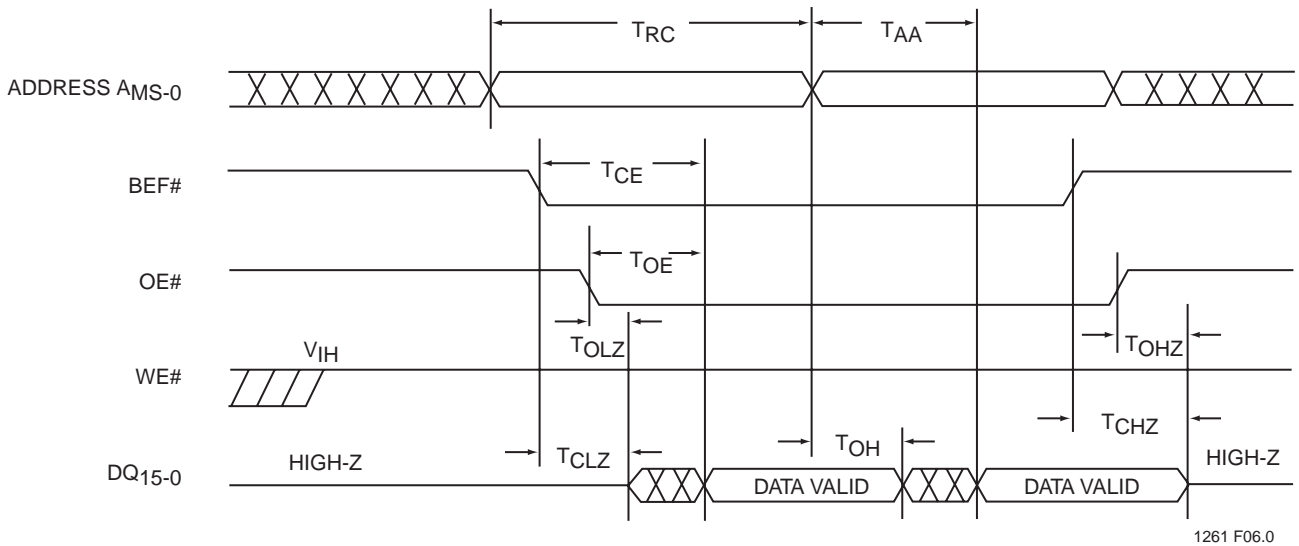 TRC
TAA
ADDRESS AMS-0
BEF#
TCE
OE#
TOE
VIH
TOLZ
TOHZ
WE#
TCHZ
DQ15-0
HIGH-Z
TCLZ
TOH
HIGH-Z
DATA VALID
DATA VALID
1261 F06.0